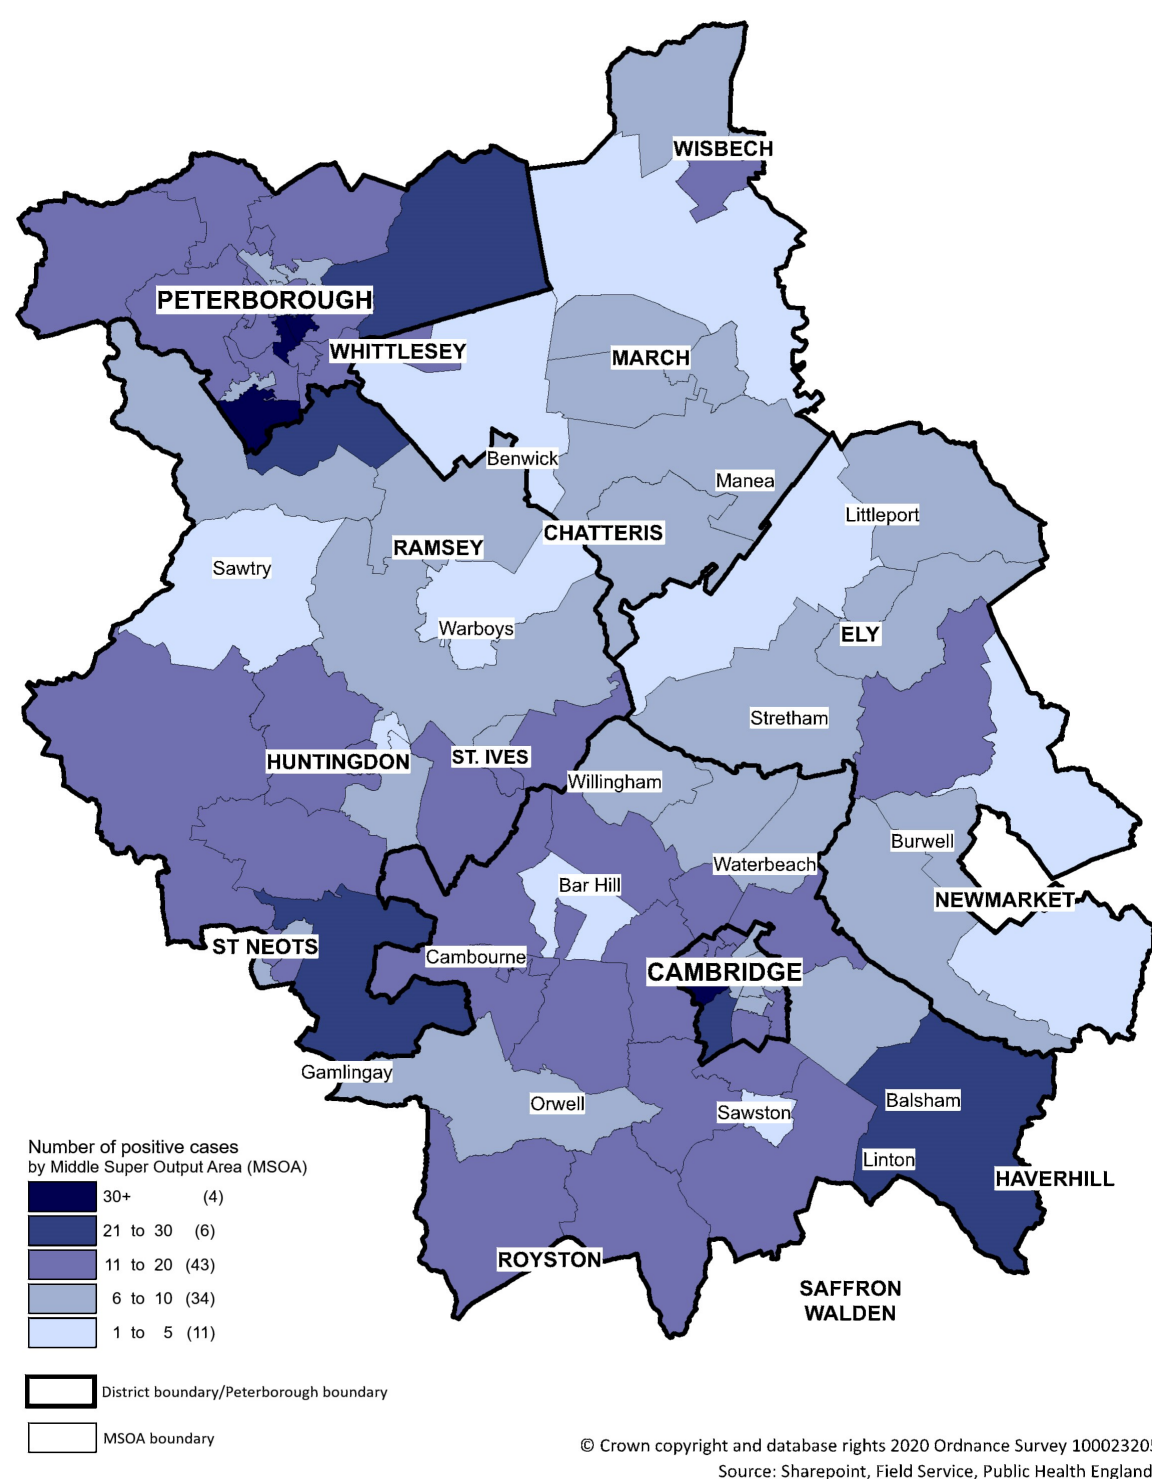 WISBECH
PETERBOROUGH
WHITTLESEY
MARCH
Benwick
Manea
Littleport
CHATTERIS
RAMSEY
Sawtry
Warboys
ELY
Stretham
HUNTINGDON
ST. IVES
Willingham
Burwell
Waterbeach
Bar Hill
NEWMARKET
ST NEOTS
Cambourne
CAMBRIDGE
Gamlingay
Orwell
Sawston
Balsham
Linton
HAVERHILL
ROYSTON
SAFFRON
WALDEN
Number of positive cases
by Middle Super Output Area (MSOA)
30+ (4)
21 to 30 (6)
11 to 20 (43)
6 to 10 (34)
1 to 5 (11)
District boundary/Peterborough boundary
MSOA boundary
© Crown copyright and database rights 2020 Ordnance Survey 100023205
Source: Sharepoint, Field Service, Public Health England